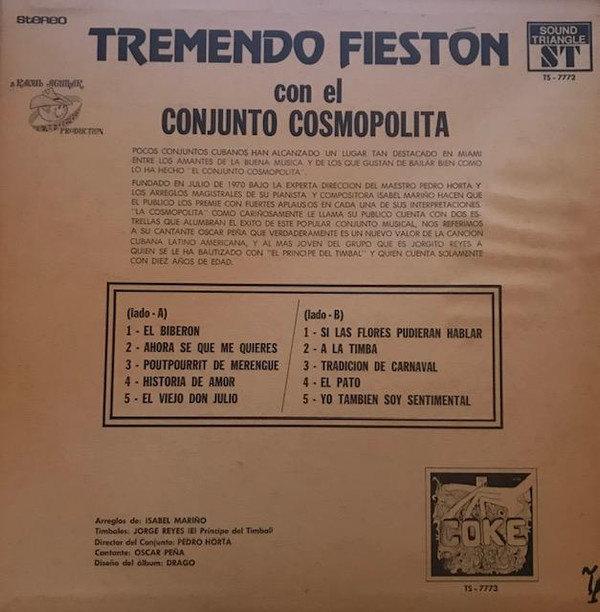 STEREO
TREMENDO FIESTÓN
SOUND
TRIANGLE
ST
TS - 7772
A RAUL AGUILAR
PRODUCTION
con el
CONJUNTO COSMOPOLITA
POCOS CONJUNTOS CUBANOS HAN ALCANZADO UN LUGAR TAN DESTACADO EN MIAMI
ENTRE LOS AMANTES DE LA BUENA MUSICA Y DE LOS QUE GUSTAN DE BAILAR BIEN COMO
LO HA HECHO "EL CONJUNTO COSMOPOLITA".
FUNDADO EN JULIO DE 1970 BAJO LA EXPERTA DIRECCION DEL MAESTRO PEDRO HORTA Y
LOS ARREGLOS MAGISTRALES DE SU PIANISTA Y COMPOSITORA ISABEL MARIÑO HACEN QUE
EL PUBLICO LOS PREMIE CON FUERTES APLAUSOS EN CADA UNA DE SUS INTERPRETACIONES.
"LA COSMOPOLITA" COMO CARIÑOSAMENTE LE LLAMA SU PUBLICO CUENTA CON DOS ES-
TRELLAS QUE ALUMBRAN EL EXITO DE ESTE POPULAR CONJUNTO MUSICAL, NOS REFERIMOS
A SU CANTANTE OSCAR PEÑA QUE VERDADERAMENTE ES UN NUEVO VALOR DE LA CANCION
CUBANA LATINO AMERICANA, Y AL MAS JOVEN DEL GRUPO QUE ES JORGITO REYES A
QUIEN SE LE HA BAUTIZADO CON "EL PRINCIPE DEL TIMBAL" Y QUIEN CUENTA SOLAMENTE
CON DIEZ AÑOS DE EDAD.
(lado - A)
1 - EL BIBERON
2 - AHORA SE QUE ME QUIERES
3 - POUTPOURRIT DE MERENGUE
4 - HISTORIA DE AMOR
5 - EL VIEJO DON JULIO
(lado - B)
1 - SI LAS FLORES PUDIERAN HABLAR
2 - A LA TIMBA
3 - TRADICION DE CARNAVAL
4 - EL PATO
5 - YO TAMBIEN SOY SENTIMENTAL
Arreglos de: ISABEL MARIÑO
Timbales: JORGE REYES (El Principe del Timbal)
Director del Conjunto: PEDRO HORTA
Cantante: OSCAR PEÑA
Diseño del álbum: DRAGO
COKE
TS - 7773